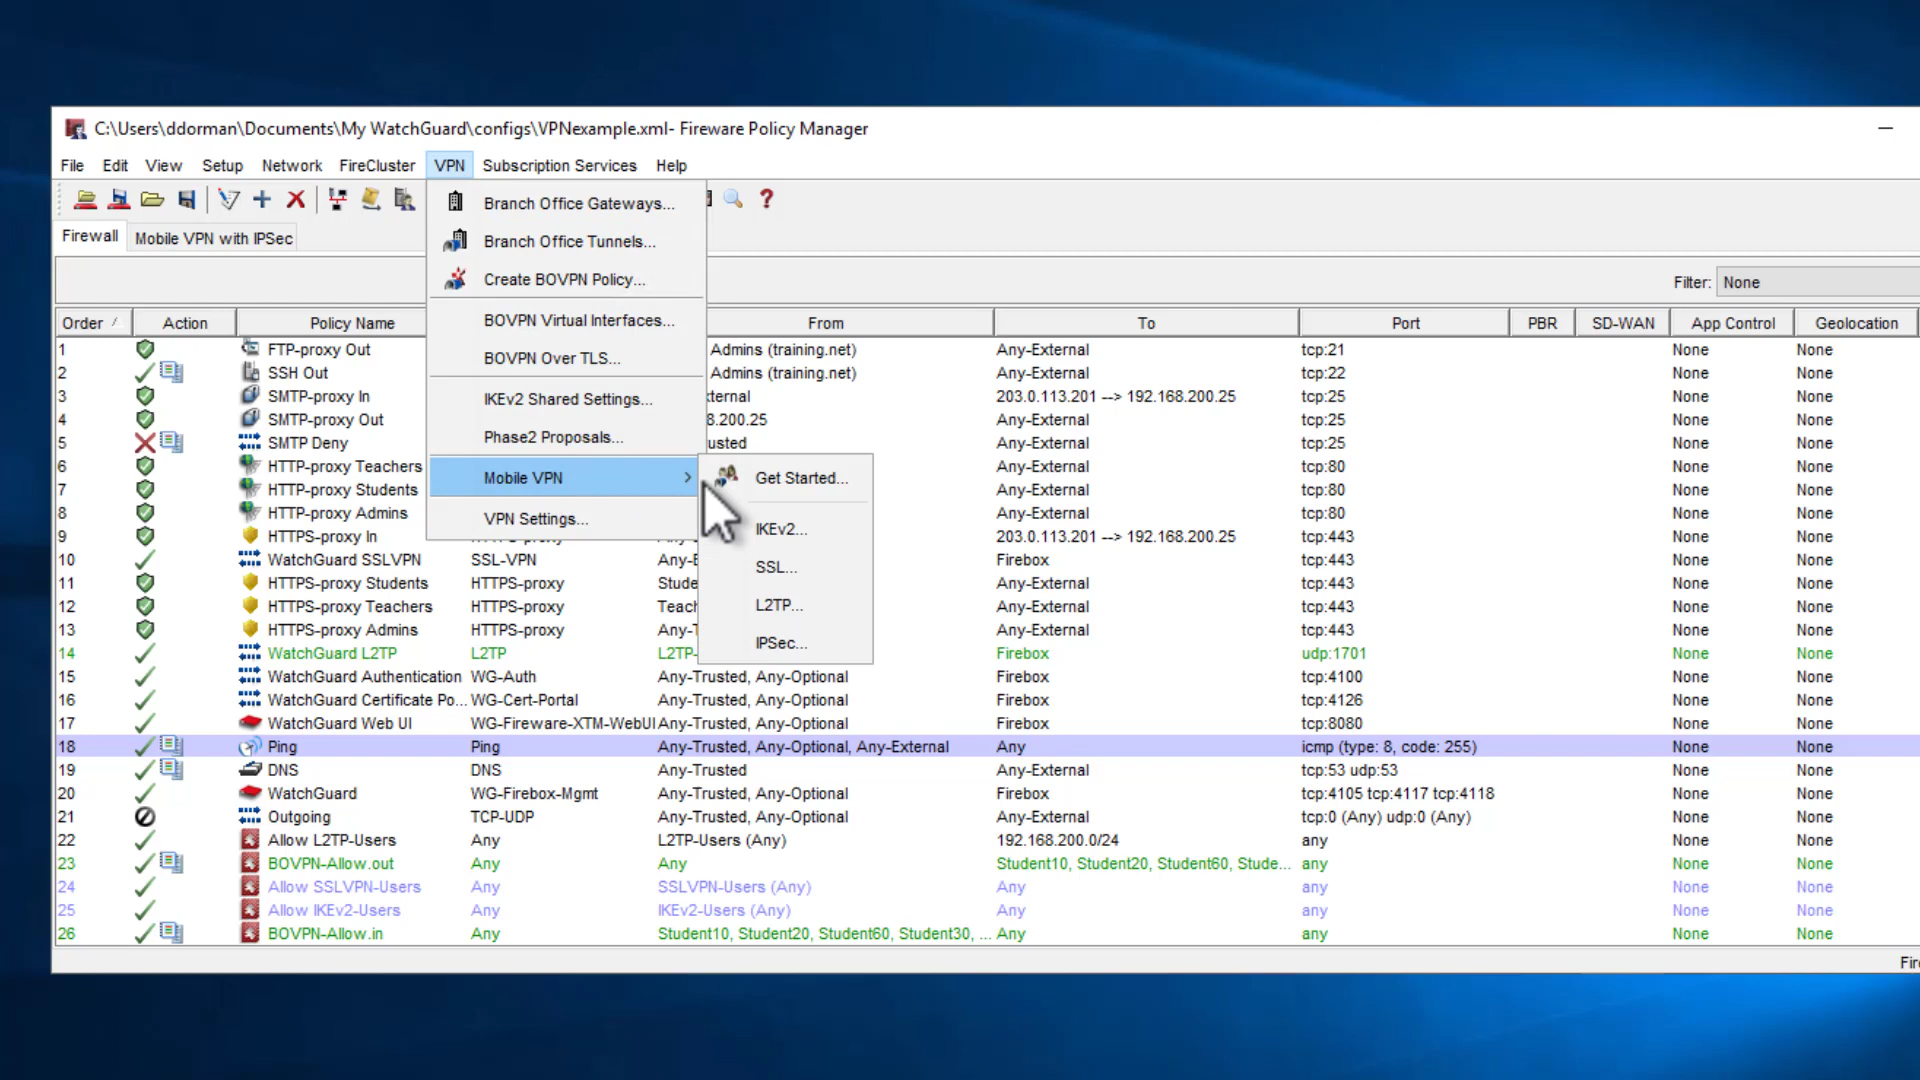 C:\Users\ddorman\Documents\My WatchGuard\configs\VPNexample.xml- Fireware Policy Manager
File Edit View Setup Network FireCluster VPN Subscription Services Help
Branch Office Gateways...
Branch Office Tunnels...
Create BOVPN Policy...
BOVPN Virtual Interfaces...
BOVPN Over TLS...
IKEv2 Shared Settings...
Phase2 Proposals...
Mobile VPN
VPN Settings...
Get Started...
IKEv2...
SSL...
L2TP...
IPSec...
Firewall Mobile VPN with IPSec
Filter: None
Order / Action Policy Name From To Port PBR SD-WAN App Control Geolocation
1 FTP-proxy Out Admins (training.net) Any-External tcp:21 None None
2 SSH Out Admins (training.net) Any-External tcp:22 None None
3 SMTP-proxy In 203.0.113.201 --> 192.168.200.25 tcp:25 None None
4 SMTP-proxy Out 8.200.25 Any-External tcp:25 None None
5 SMTP Deny usted Any-External tcp:25 None None
6 HTTP-proxy Teachers Any-External tcp:80 None None
7 HTTP-proxy Students Any-External tcp:80 None None
8 HTTP-proxy Admins Any-External tcp:80 None None
9 HTTPS-proxy In 203.0.113.201 --> 192.168.200.25 tcp:443 None None
10 WatchGuard SSLVPN SSL-VPN Any-E Firebox tcp:443 None None
11 HTTPS-proxy Students HTTPS-proxy Stude Any-External tcp:443 None None
12 HTTPS-proxy Teachers HTTPS-proxy Teach Any-External tcp:443 None None
13 HTTPS-proxy Admins HTTPS-proxy Any-T Any-External tcp:443 None None
14 WatchGuard L2TP L2TP L2TP- Firebox udp:1701 None None
15 WatchGuard Authentication WG-Auth Any-Trusted, Any-Optional Firebox tcp:4100 None None
16 WatchGuard Certificate Po... WG-Cert-Portal Any-Trusted, Any-Optional Firebox tcp:4126 None None
17 WatchGuard Web UI WG-Fireware-XTM-WebUI Any-Trusted, Any-Optional Firebox tcp:8080 None None
18 Ping Ping Any-Trusted, Any-Optional, Any-External Any icmp (type: 8, code: 255) None None
19 DNS DNS Any-Trusted Any-External tcp:53 udp:53 None None
20 WatchGuard WG-Firebox-Mgmt Any-Trusted, Any-Optional Firebox tcp:4105 tcp:4117 tcp:4118 None None
21 Outgoing TCP-UDP Any-Trusted, Any-Optional Any-External tcp:0 (Any) udp:0 (Any) None None
22 Allow L2TP-Users Any L2TP-Users (Any) 192.168.200.0/24 any None None
23 BOVPN-Allow.out Any Any Student10, Student20, Student60, Stude... any None None
24 Allow SSLVPN-Users Any SSLVPN-Users (Any) Any any None None
25 Allow IKEv2-Users Any IKEv2-Users (Any) Any any None None
26 BOVPN-Allow.in Any Student10, Student20, Student60, Student30, ... Any any None None
Fir